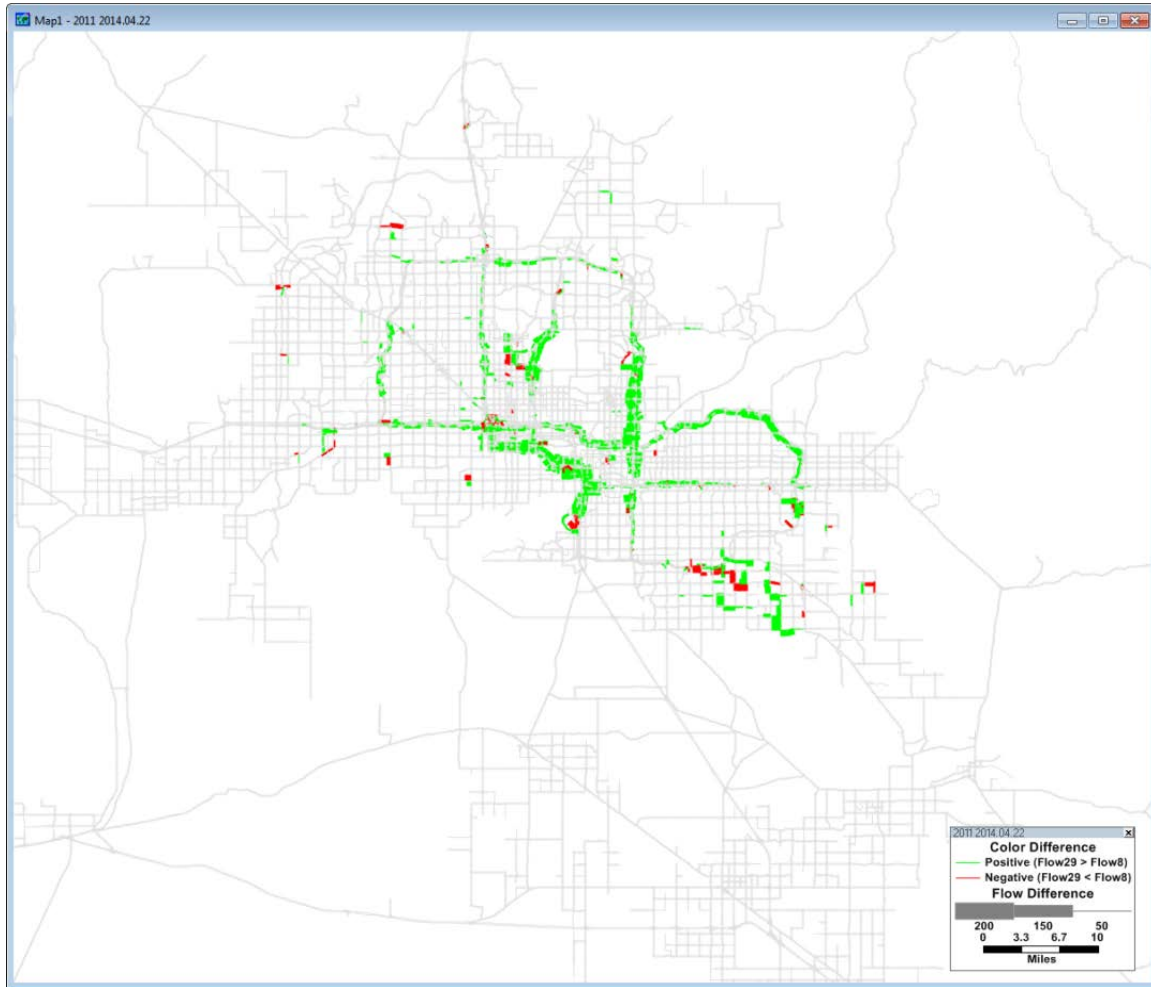 Map1 - 2011 2014.04.22
2011 2014.04.22
Color Difference
Positive (Flow29 > Flow8)
Negative (Flow29 < Flow8)
Flow Difference
200 150 50
0 3.3 6.7 10
Miles